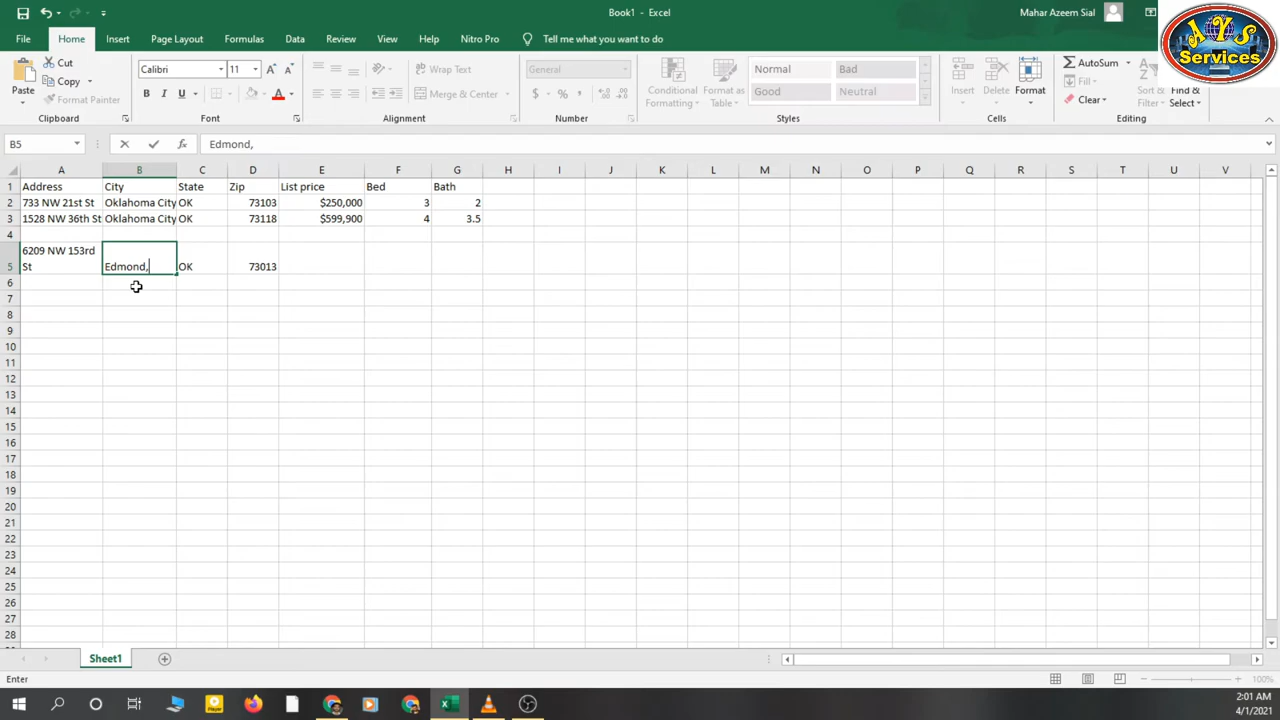 Book1 - Excel
Mahar Azeem Sial
File Home Insert Page Layout Formulas Data Review View Help Nitro Pro Tell me what you want to do
AYS
Services
Paste
Cut
Copy
Format Painter
Clipboard
Calibri 11 A A
B I U A
Font
Wrap Text
Merge & Center
Alignment
General
$ % ,
Number
Conditional Formatting
Format as Table
Normal Bad
Good Neutral
Styles
Insert Delete Format
Cells
AutoSum
Fill
Clear
Sort & Filter
Find & Select
Editing
B5 fx Edmond,
A B C D E F G H I J K L M N O P Q R S T U V
1 Address City State Zip List price Bed Bath
2 733 NW 21st St Oklahoma City OK 73103 $250,000 3 2
3 1528 NW 36th St Oklahoma City OK 73118 $599,900 4 3.5
4
6209 NW 153rd
5 St Edmond, OK 73013
6
7
8
9
10
11
12
13
14
15
16
17
18
19
20
21
22
23
24
25
26
27
28
Sheet1
Enter
100%
2:01 AM
4/1/2021